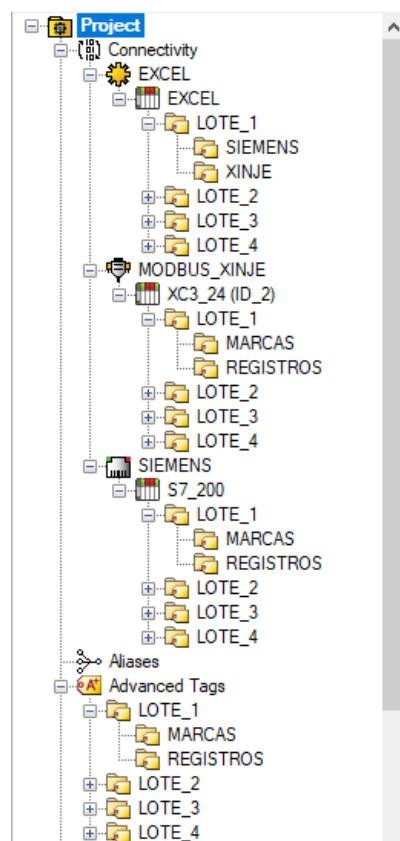 Project
Connectivity
EXCEL
EXCEL
LOTE_1
SIEMENS
XINJE
LOTE_2
LOTE_3
LOTE_4
MODBUS_XINJE
XC3_24 (ID_2)
LOTE_1
MARCAS
REGISTROS
LOTE_2
LOTE_3
LOTE_4
SIEMENS
S7_200
LOTE_1
MARCAS
REGISTROS
LOTE_2
LOTE_3
LOTE_4
Aliases
Advanced Tags
LOTE_1
MARCAS
REGISTROS
LOTE_2
LOTE_3
LOTE_4